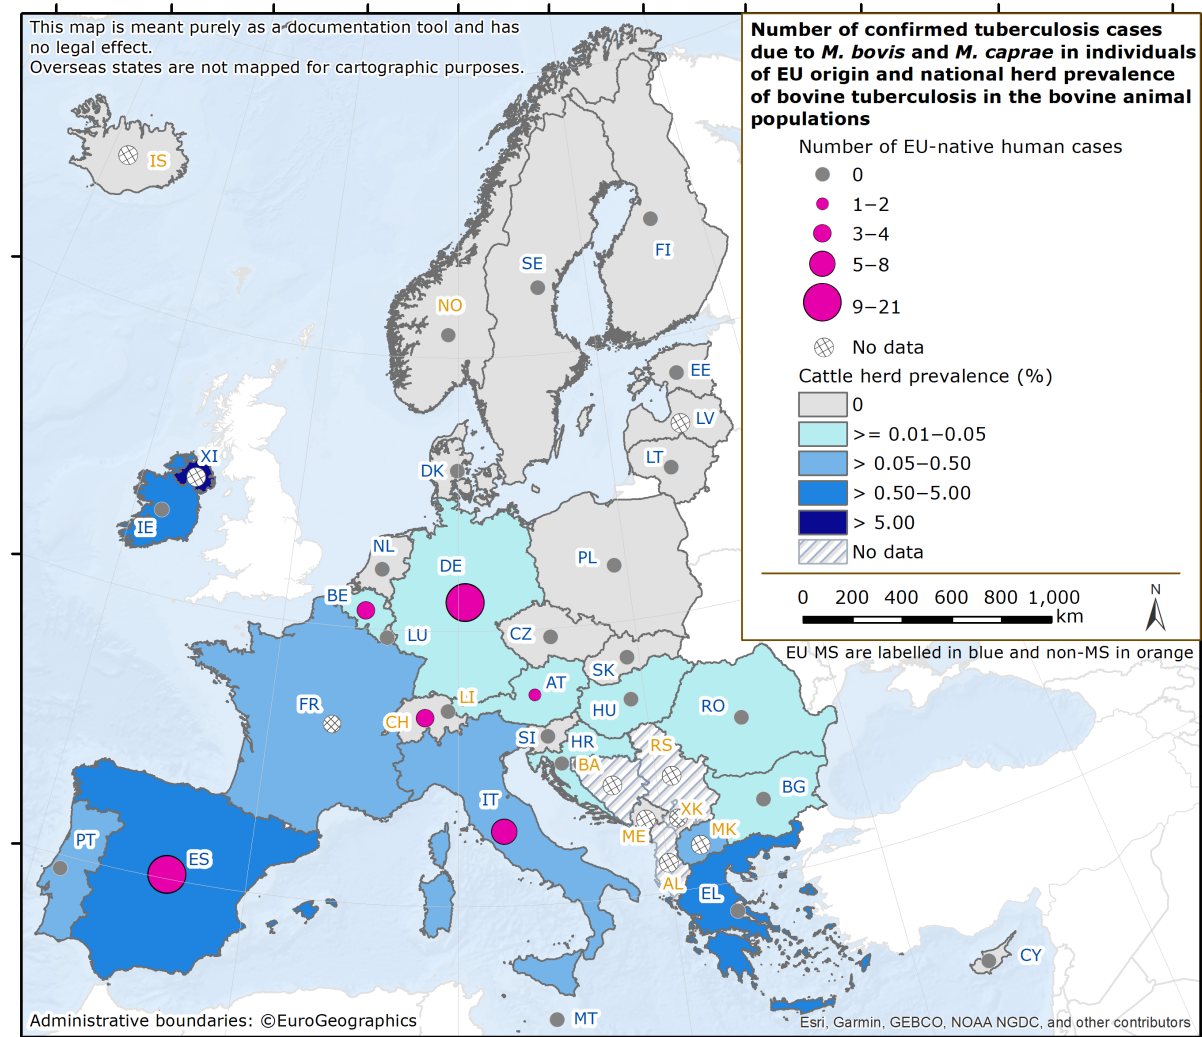 This map is meant purely as a documentation tool and has
no legal effect.
Overseas states are not mapped for cartographic purposes.
Number of confirmed tuberculosis cases
due to M. bovis and M. caprae in individuals
of EU origin and national herd prevalence
of bovine tuberculosis in the bovine animal
populations
Number of EU-native human cases
0
1−2
3−4
5−8
9−21
No data
Cattle herd prevalence (%)
0
>= 0.01−0.05
> 0.05−0.50
> 0.50−5.00
> 5.00
No data
0 200 400 600 800 1,000
km
N
EU MS are labelled in blue and non-MS in orange
IS
FI
SE
NO
EE
LV
LT
DK
XI
IE
NL
DE
PL
BE
LU
CZ
SK
AT
LI
CH
FR
HU
RO
SI
HR
BA
RS
BG
IT
XK
ME
MK
PT
ES
AL
EL
CY
MT
Administrative boundaries: ©EuroGeographics
Esri, Garmin, GEBCO, NOAA NGDC, and other contributors